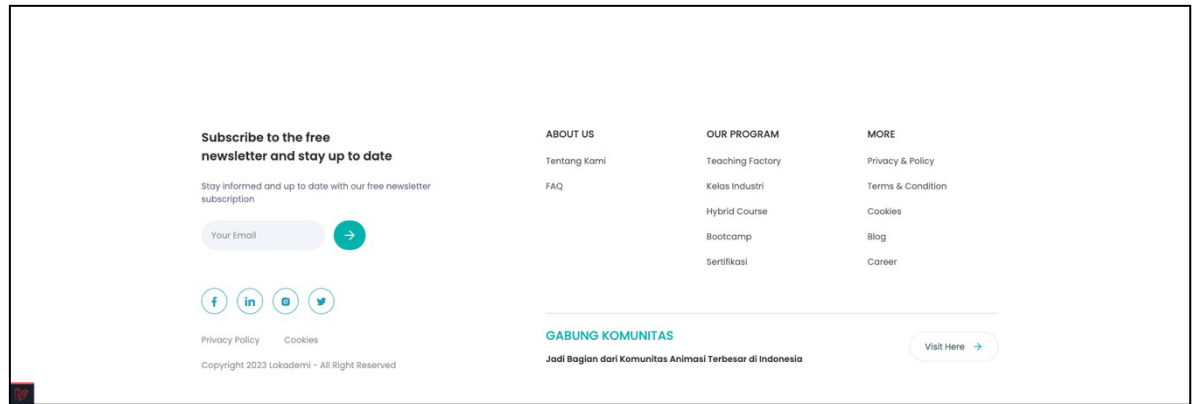 Subscribe to the free
newsletter and stay up to date
Stay informed and up to date with our free newsletter
subscription
Your Email
Privacy Policy
Cookies
Copyright 2023 Lokademi - All Right Reserved
ABOUT US
Tentang Kami
FAQ
OUR PROGRAM
Teaching Factory
Kelas Industri
Hybrid Course
Bootcamp
Sertifikasi
MORE
Privacy & Policy
Terms & Condition
Cookies
Blog
Career
GABUNG KOMUNITAS
Jadi Bagian dari Komunitas Animasi Terbesar di Indonesia
Visit Here